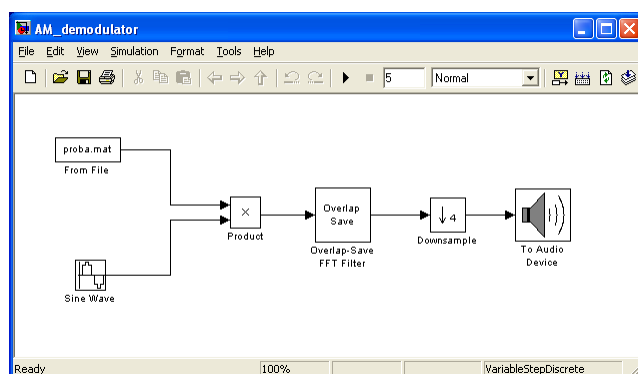 AM_demodulator
File Edit View Simulation Format Tools Help
5 Normal
proba.mat
From File
×
Product
Overlap
Save
Overlap-Save
FFT Filter
↓ 4
Downsample
To Audio
Device
Sine Wave
Ready 100% VariableStepDiscrete